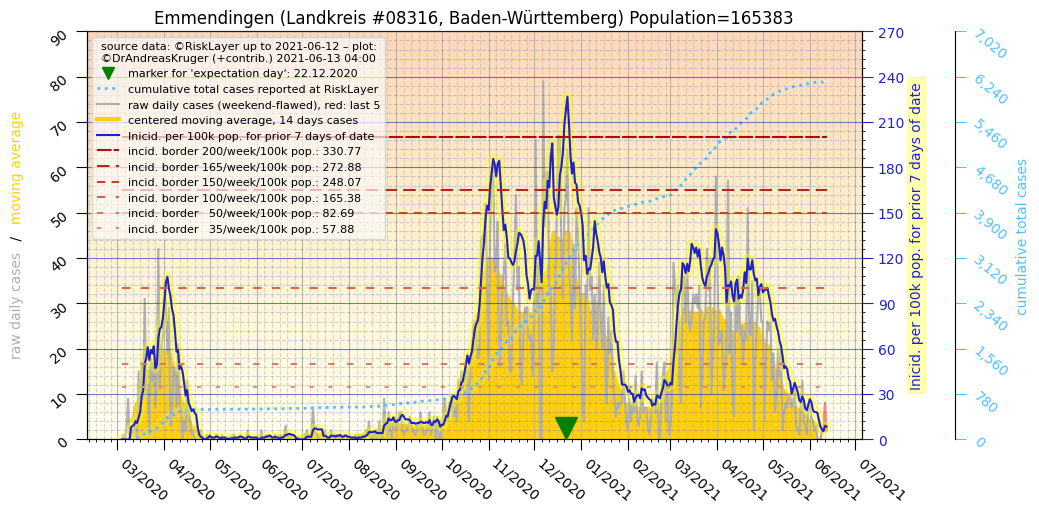 Emmendingen (Landkreis #08316, Baden-Württemberg) Population=165383
source data: ©RiskLayer up to 2021-06-12 – plot:
©DrAndreasKruger (+contrib.) 2021-06-13 04:00
marker for 'expectation day': 22.12.2020
cumulative total cases reported at RiskLayer
raw daily cases (weekend-flawed), red: last 5
centered moving average, 14 days cases
Inicid. per 100k pop. for prior 7 days of date
incid. border 200/week/100k pop.: 330.77
incid. border 165/week/100k pop.: 272.88
incid. border 150/week/100k pop.: 248.07
incid. border 100/week/100k pop.: 165.38
incid. border   50/week/100k pop.: 82.69
incid. border   35/week/100k pop.: 57.88
raw daily cases / moving average
90
80
70
60
50
40
30
20
10
0
270
240
210
180
150
120
90
60
30
0
Inicid. per 100k pop. for prior 7 days of date
7,020
6,240
5,460
4,680
3,900
3,120
2,340
1,560
780
0
cumulative total cases
03/2020
04/2020
05/2020
06/2020
07/2020
08/2020
09/2020
10/2020
11/2020
12/2020
01/2021
02/2021
03/2021
04/2021
05/2021
06/2021
07/2021